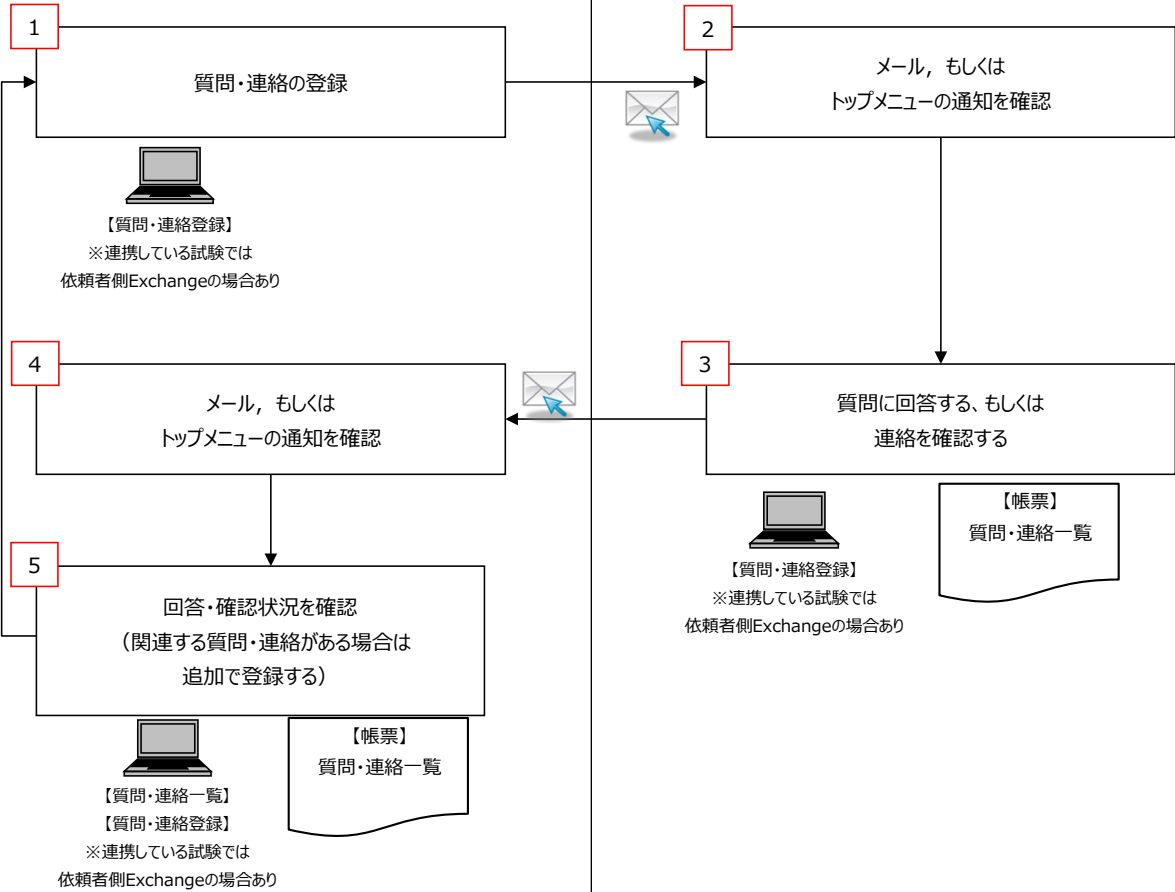 1
質問・連絡の登録
【質問・連絡登録】
※連携している試験では
依頼者側Exchangeの場合あり
2
メール，もしくは
トップメニューの通知を確認
3
質問に回答する、もしくは
連絡を確認する
【質問・連絡登録】
※連携している試験では
依頼者側Exchangeの場合あり
【帳票】
質問・連絡一覧
4
メール，もしくは
トップメニューの通知を確認
5
回答・確認状況を確認
（関連する質問・連絡がある場合は
追加で登録する）
【質問・連絡一覧】
【質問・連絡登録】
※連携している試験では
依頼者側Exchangeの場合あり
【帳票】
質問・連絡一覧